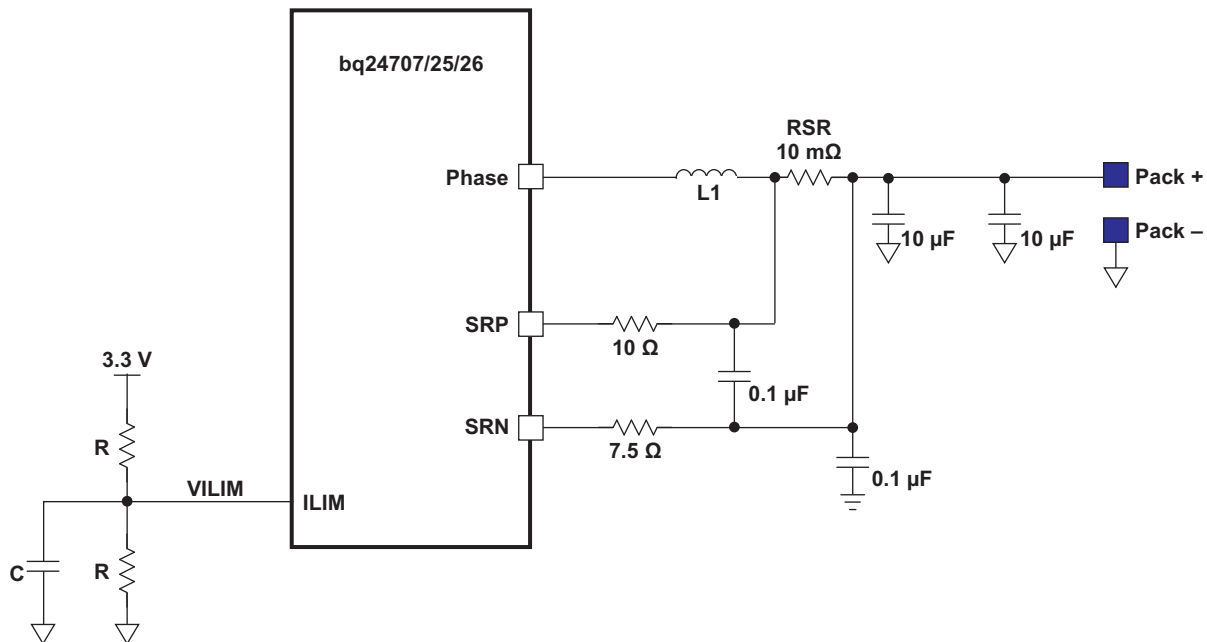 bq24707/25/26
RSR
10 mΩ
Phase
Pack +
L1
10 µF
10 µF
Pack –
SRP
10 Ω
3.3 V
0.1 µF
SRN
R
7.5 Ω
0.1 µF
VILIM
ILIM
C
R